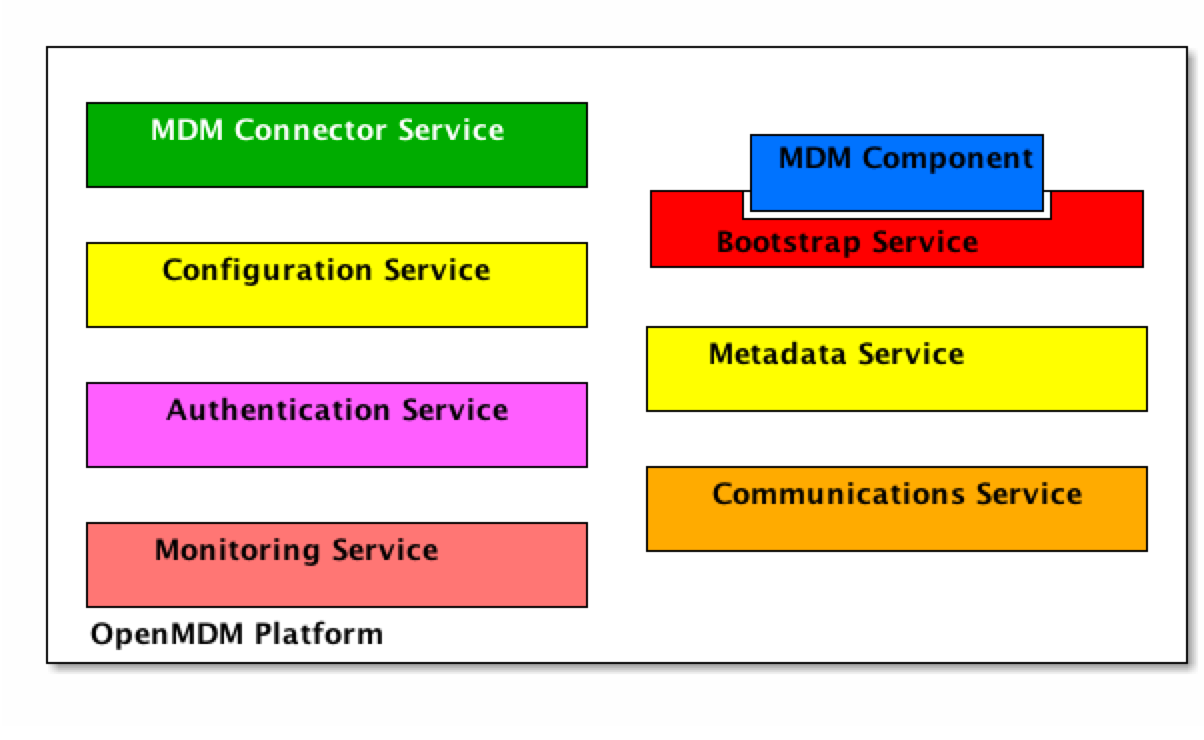 MDM Connector Service
Configuration Service
Authentication Service
Monitoring Service
OpenMDM Platform
MDM Component
Bootstrap Service
Metadata Service
Communications Service